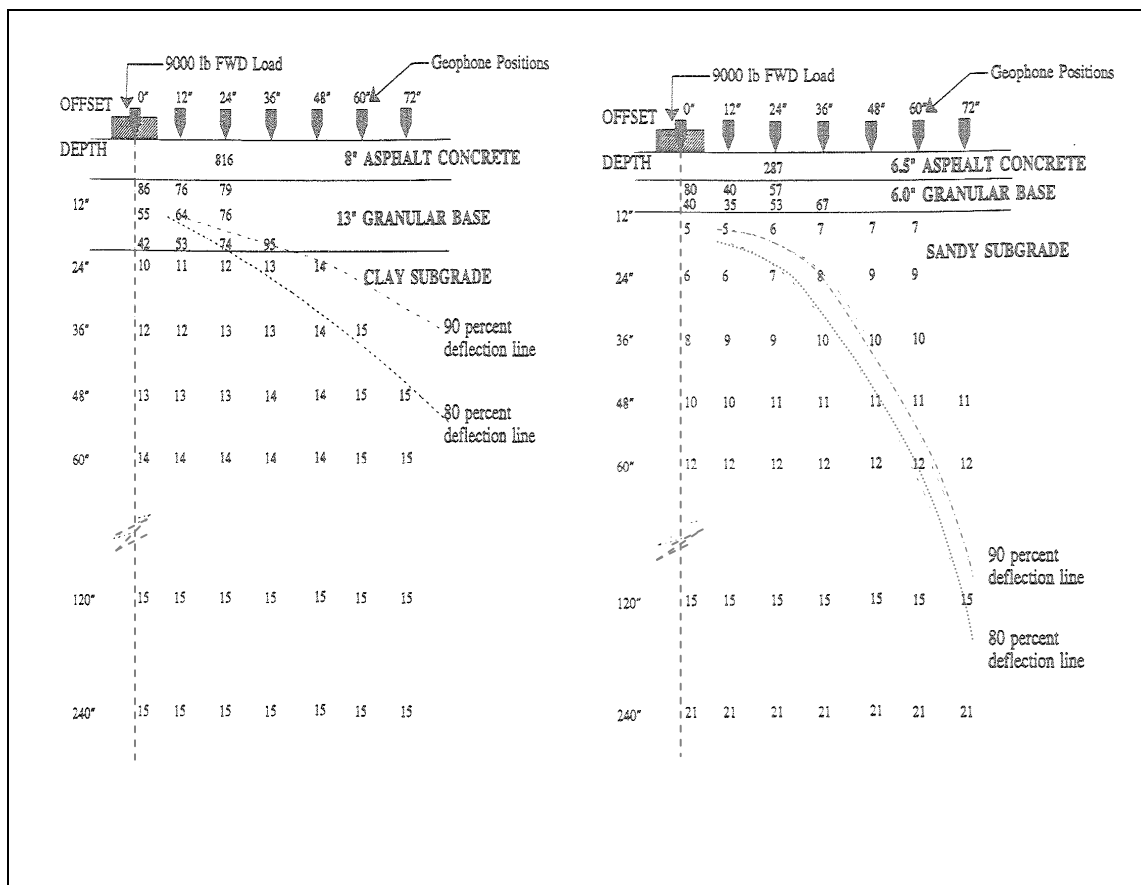 9000 lb FWD Load
Geophone Positions
OFFSET 0" 12" 24" 36" 48" 60" 72"
DEPTH
816 8" ASPHALT CONCRETE
86 76 79
12"
55 64 76 13" GRANULAR BASE
42 53 74 95
24" 10 11 12 13 14
CLAY SUBGRADE
36" 12 12 13 13 14 15
90 percent
deflection line
48" 13 13 13 14 14 15 15
80 percent
deflection line
60" 14 14 14 14 14 15 15
120" 15 15 15 15 15 15 15
240" 15 15 15 15 15 15 15
9000 lb FWD Load
Geophone Positions
OFFSET 0" 12" 24" 36" 48" 60" 72"
DEPTH
287 6.5" ASPHALT CONCRETE
80 40 57
6.0" GRANULAR BASE
40 35 53 67
12"
5 5 6 7 7 7
SANDY SUBGRADE
24" 6 6 7 8 9 9
36" 8 9 9 10 10 10
48" 10 10 11 11 11 11 11
60" 12 12 12 12 12 12 12
90 percent
deflection line
120" 15 15 15 15 15 15 15
80 percent
deflection line
240" 21 21 21 21 21 21 21